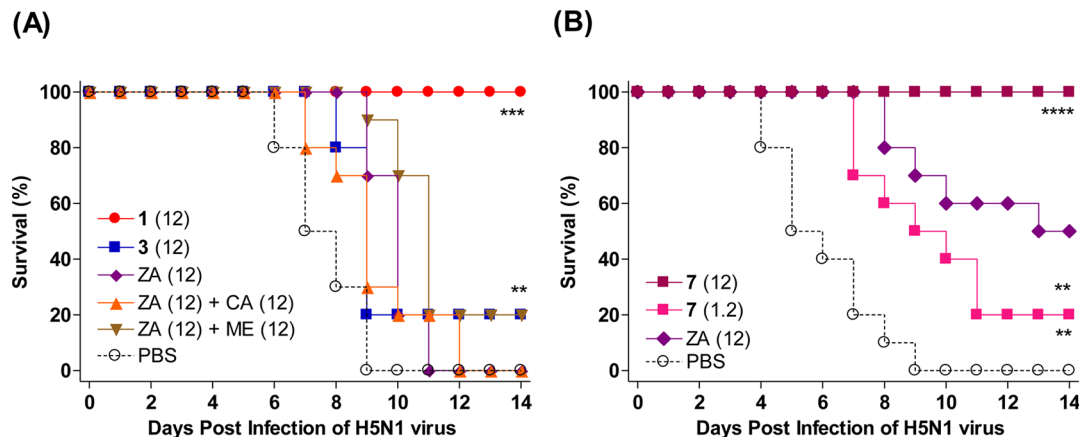 (A)
Survival (%)
100
80
60
40
20
0
***
**
1 (12)
3 (12)
ZA (12)
ZA (12) + CA (12)
ZA (12) + ME (12)
PBS
0 2 4 6 8 10 12 14
Days Post Infection of H5N1 virus
(B)
Survival (%)
100
80
60
40
20
0
****
**
**
7 (12)
7 (1.2)
ZA (12)
PBS
0 2 4 6 8 10 12 14
Days Post Infection of H5N1 virus